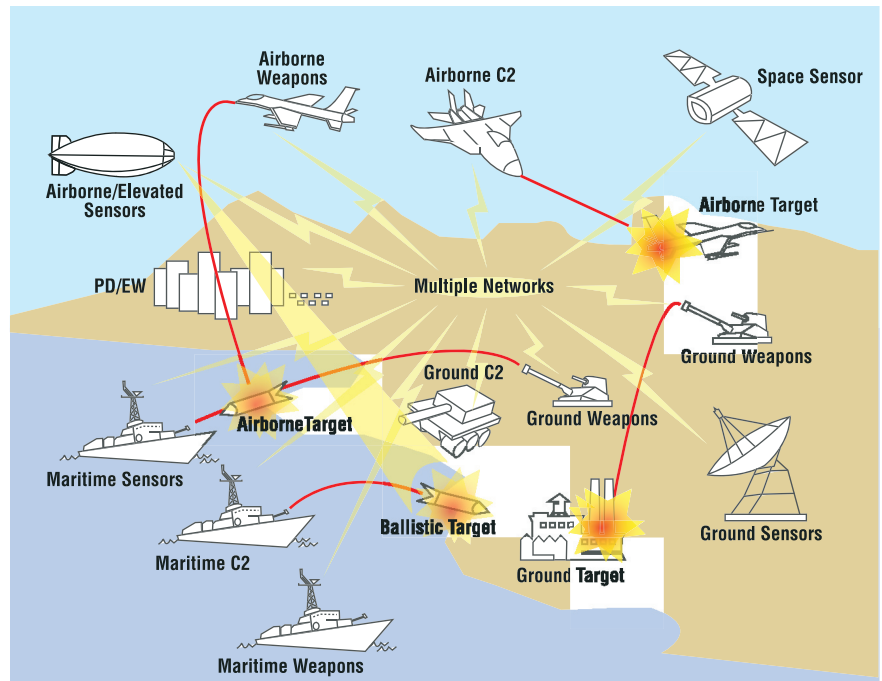 Airborne
Weapons
Airborne C2
Space Sensor
Airborne/Elevated
Sensors
Airborne Target
PD/EW
Multiple Networks
Ground Weapons
Ground C2
Ground Weapons
AirborneTarget
Maritime Sensors
Ballistic Target
Ground Sensors
Maritime C2
Ground Target
Maritime Weapons